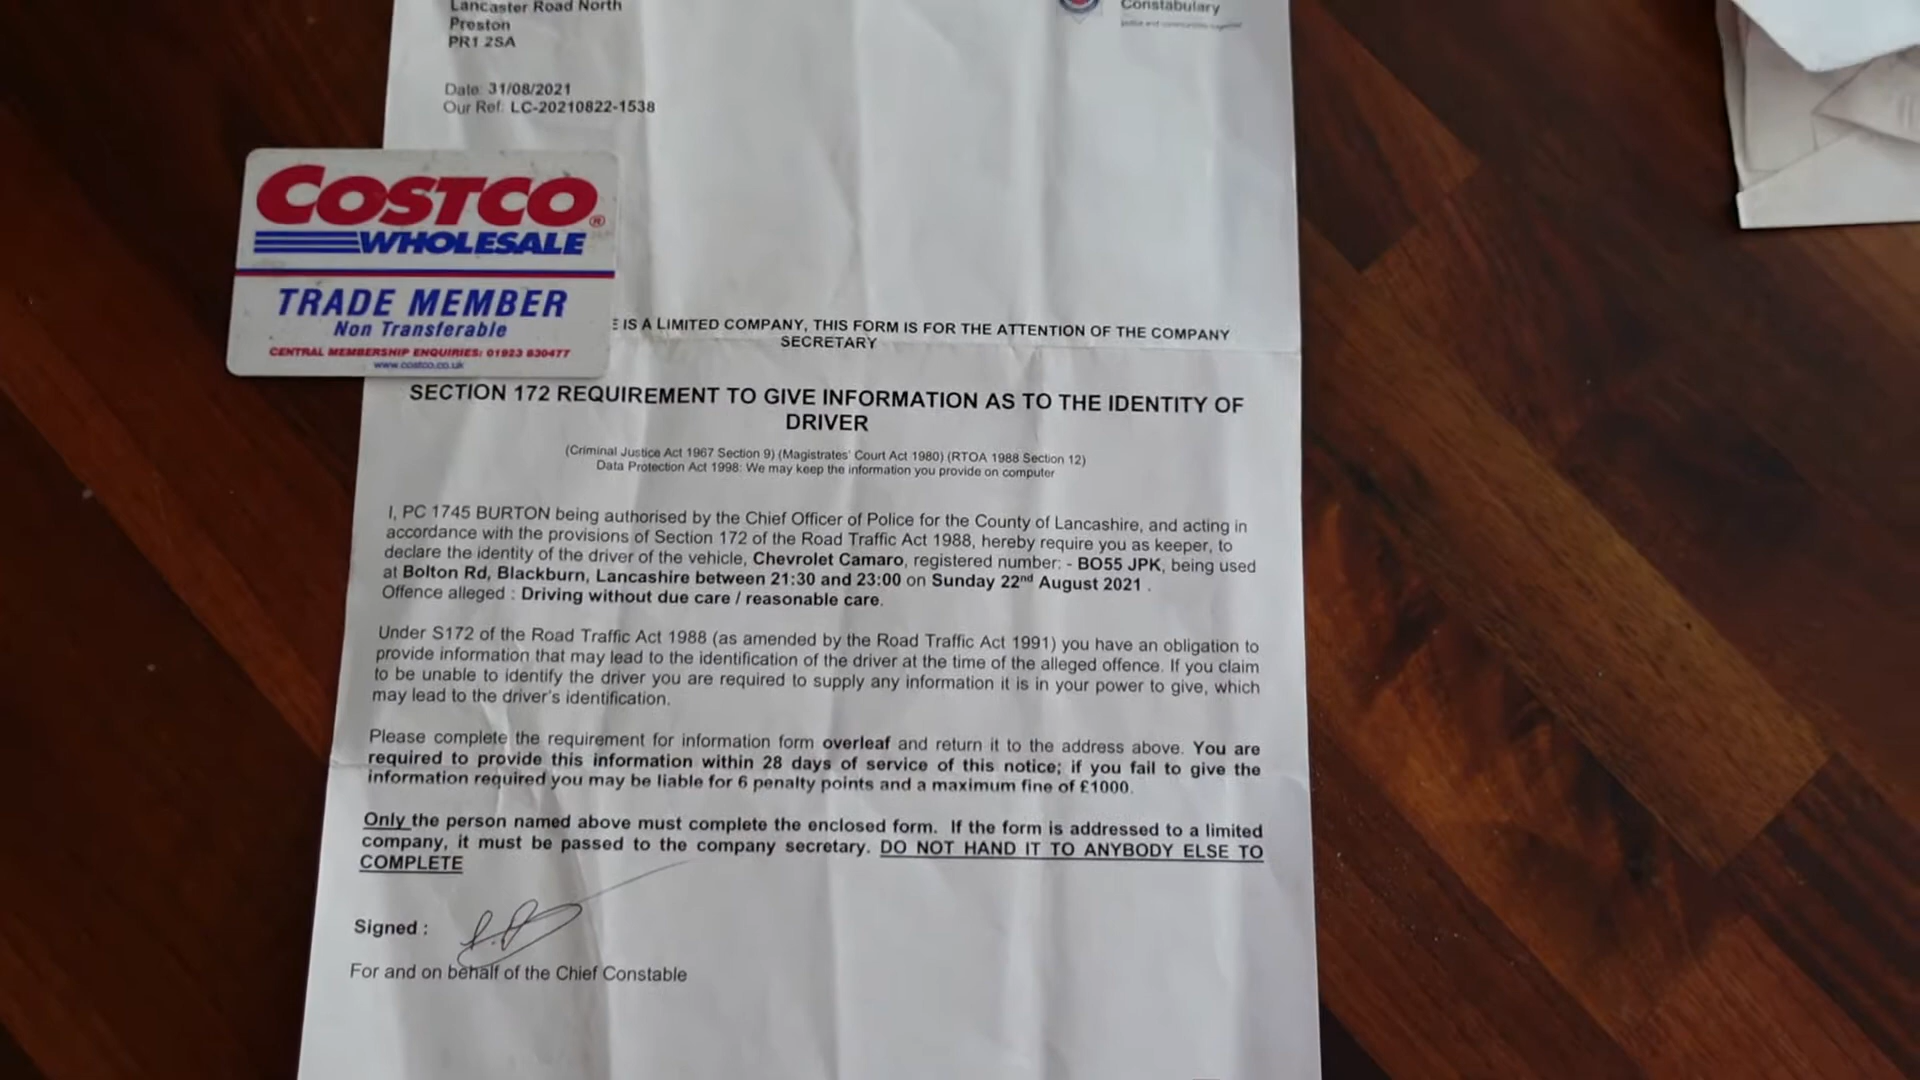 Lancaster Road North
Preston
PR1 2SA
Constabulary
Date: 31/08/2021
Our Ref: LC-20210822-1538
COSTCO®
WHOLESALE
TRADE MEMBER
Non Transferable
CENTRAL MEMBERSHIP ENQUIRIES: 01923 830477
www.costco.co.uk
E IS A LIMITED COMPANY, THIS FORM IS FOR THE ATTENTION OF THE COMPANY
SECRETARY
SECTION 172 REQUIREMENT TO GIVE INFORMATION AS TO THE IDENTITY OF
DRIVER
(Criminal Justice Act 1967 Section 9) (Magistrates' Court Act 1980) (RTOA 1988 Section 12)
Data Protection Act 1998: We may keep the information you provide on computer
I, PC 1745 BURTON being authorised by the Chief Officer of Police for the County of Lancashire, and acting in
accordance with the provisions of Section 172 of the Road Traffic Act 1988, hereby require you as keeper, to
declare the identity of the driver of the vehicle, Chevrolet Camaro, registered number: - BO55 JPK, being used
at Bolton Rd, Blackburn, Lancashire between 21:30 and 23:00 on Sunday 22nd August 2021 .
Offence alleged : Driving without due care / reasonable care.
Under S172 of the Road Traffic Act 1988 (as amended by the Road Traffic Act 1991) you have an obligation to
provide information that may lead to the identification of the driver at the time of the alleged offence. If you claim
to be unable to identify the driver you are required to supply any information it is in your power to give, which
may lead to the driver's identification.
Please complete the requirement for information form overleaf and return it to the address above. You are
required to provide this information within 28 days of service of this notice; if you fail to give the
information required you may be liable for 6 penalty points and a maximum fine of £1000.
Only the person named above must complete the enclosed form. If the form is addressed to a limited
company, it must be passed to the company secretary. DO NOT HAND IT TO ANYBODY ELSE TO
COMPLETE
Signed :
For and on behalf of the Chief Constable